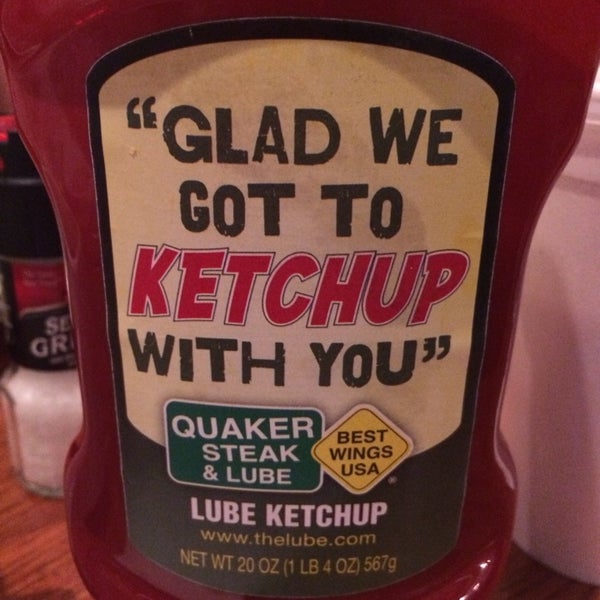 “GLAD WE
GOT TO
KETCHUP
WITH YOU”
QUAKER
STEAK
& LUBE
BEST
WINGS
USA
LUBE KETCHUP
www.thelube.com
NET WT 20 OZ (1 LB 4 OZ) 567g